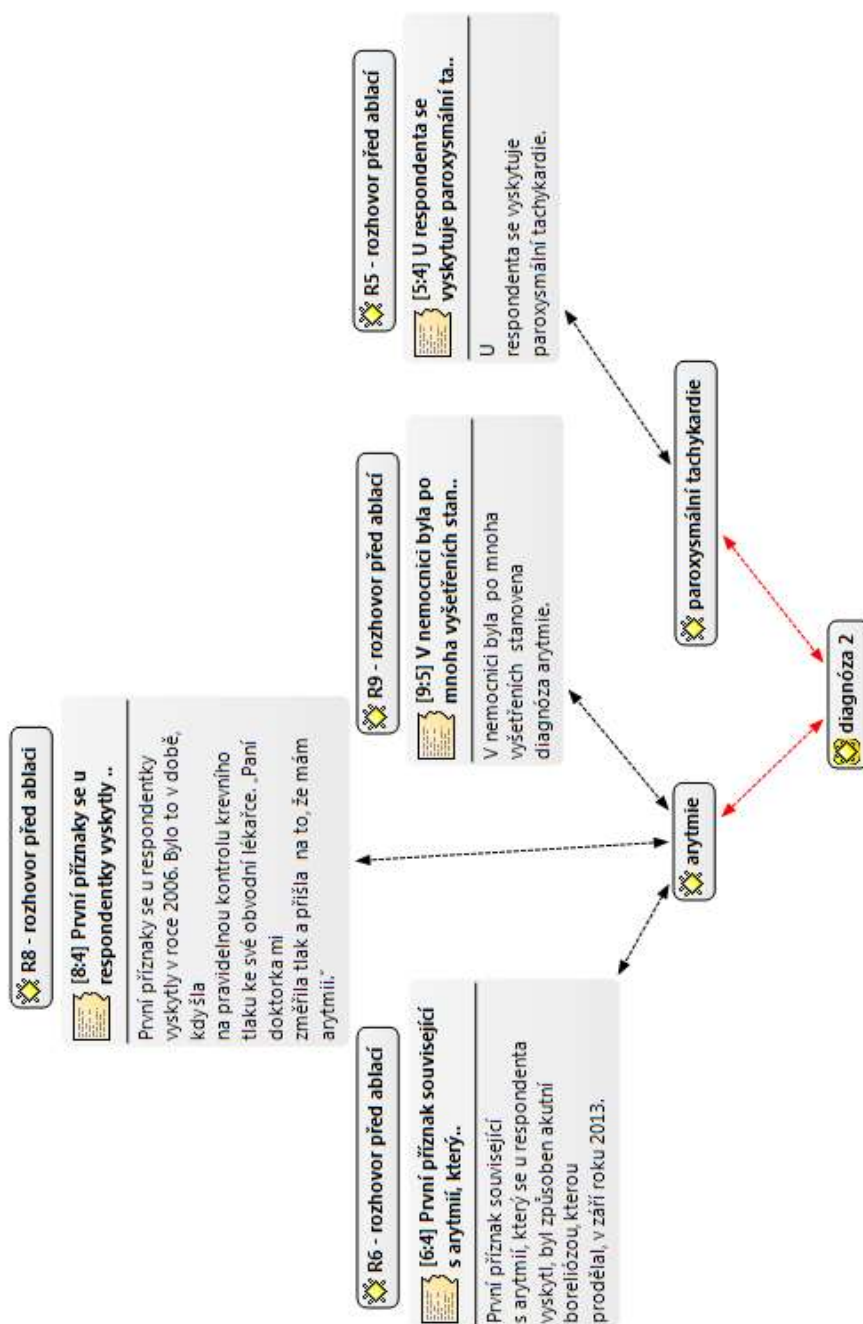 R8 - rozhovor před ablací
[8:4] První příznaky se u
respondentky vyskytly ..
První příznaky se u respondentky
vyskytly v roce 2006. Bylo to v době,
kdy šla
na pravidelnou kontrolu krevního
tlaku ke své obvodní lékařce. „Paní
doktorka mi
změřila tlak a přišla na to, že mám
arytmii.“
R6 - rozhovor před ablací
[6:4] První příznak související
s arytmií, který..
První příznak související
s arytmií, který se u respondenta
vyskytl, byl způsoben akutní
boreliózou, kterou
prodělal, v září roku 2013.
R9 - rozhovor před ablací
[9:5] V nemocnici byla po
mnoha vyšetřeních stan..
V nemocnici byla po mnoha
vyšetřeních stanovena
diagnóza arytmie.
R5 - rozhovor před ablací
[5:4] U respondenta se
vyskytuje paroxysmální ta..
U
respondenta se vyskytuje
paroxysmální tachykardie.
arytmie
paroxysmální tachykardie
diagnóza 2